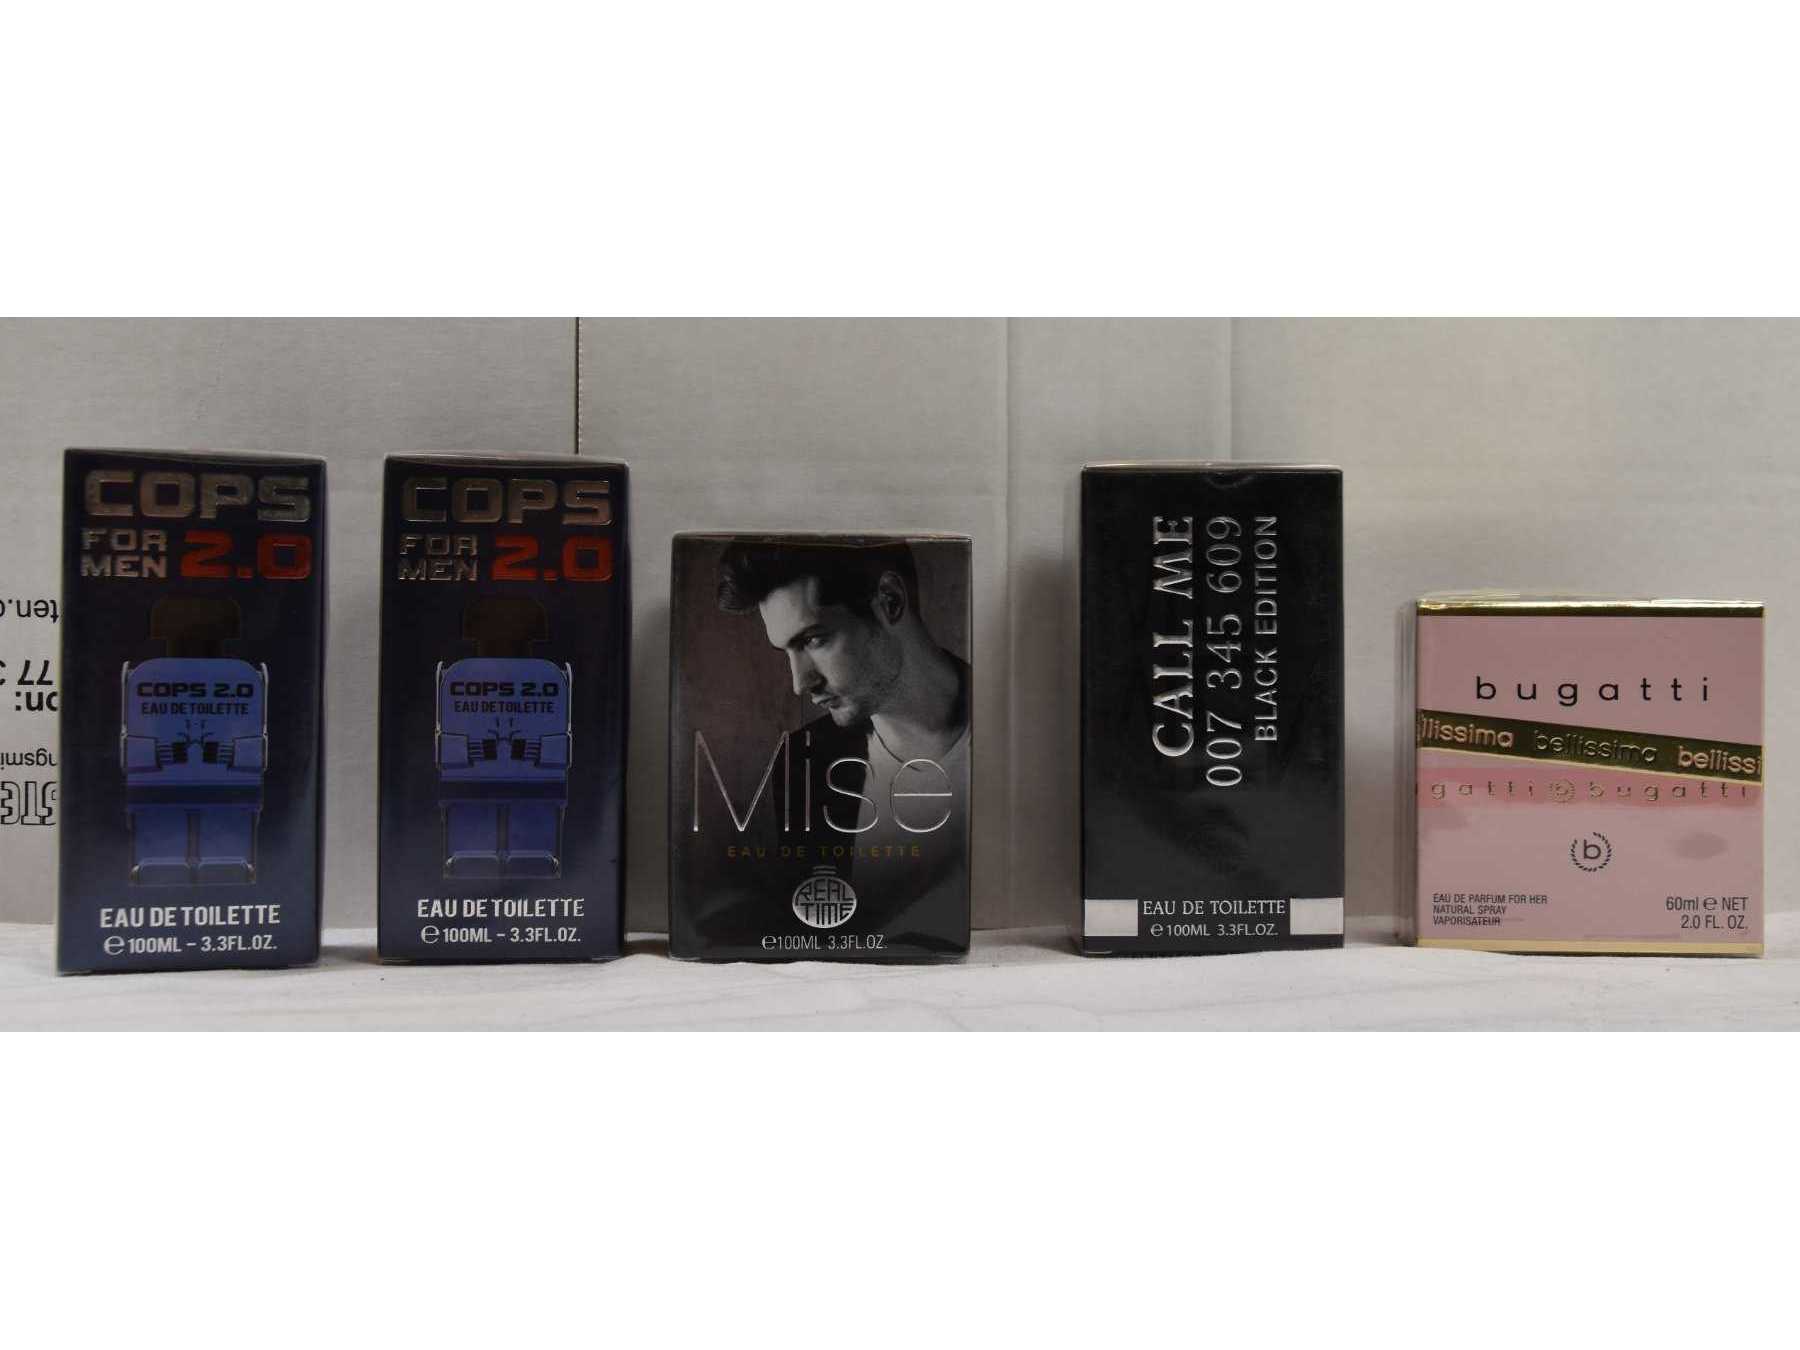 COPS
FOR MEN 2.0
COPS 2.0
EAU DE TOILETTE
EAU DE TOILETTE
℮100ML - 3.3FL.OZ.
COPS
FOR MEN 2.0
COPS 2.0
EAU DE TOILETTE
EAU DE TOILETTE
℮100ML - 3.3FL.OZ.
Mise
EAU DE TOILETTE
REAL
TIME
℮100ML 3.3FL.OZ.
CALL ME
007 345 609
BLACK EDITION
EAU DE TOILETTE
℮100ML 3.3FL.OZ.
bugatti
llissima bellissima bellissi
gatti b bugatti
b
EAU DE PARFUM FOR HER
NATURAL SPRAY
VAPORISATEUR
60ml ℮ NET
2.0 FL. OZ.